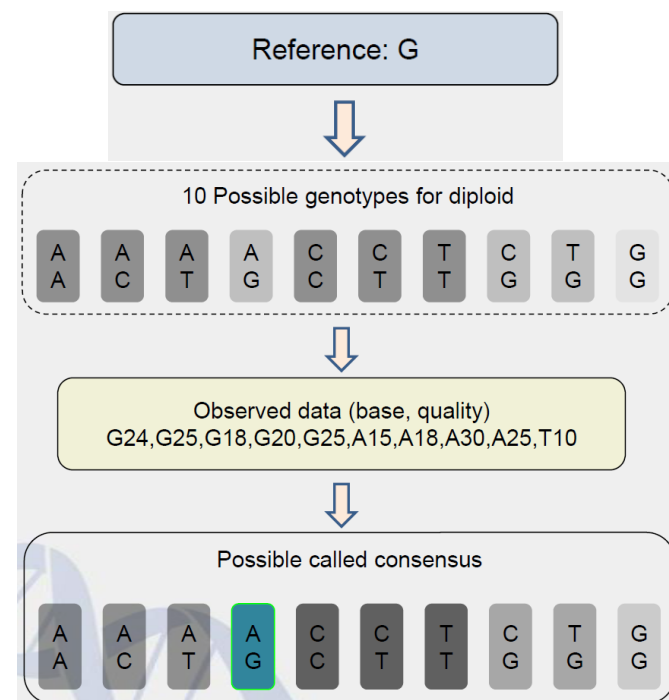 Reference: G
10 Possible genotypes for diploid
A A A A C C T C T G
A C T G C T T G G G
Observed data (base, quality)
G24,G25,G18,G20,G25,A15,A18,A30,A25,T10
Possible called consensus
A A A A C C T C T G
A C T G C T T G G G